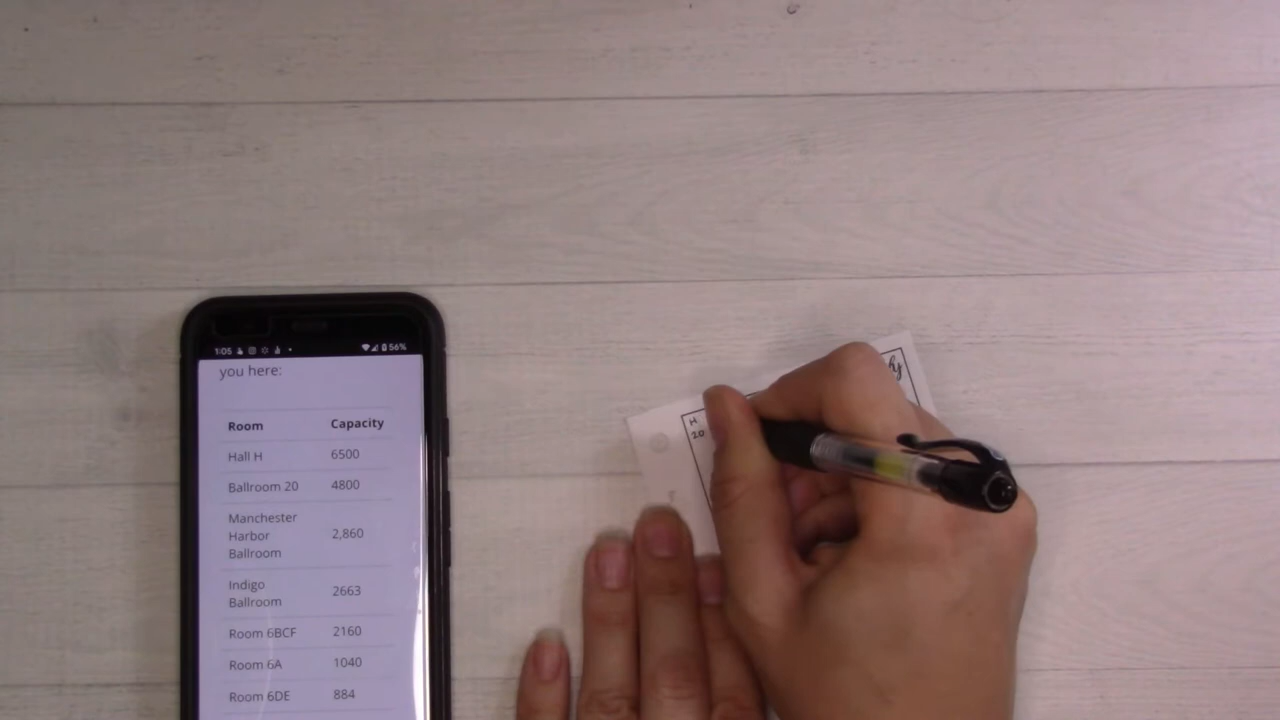 1:05
56%
you here:
Room Capacity
Hall H 6500
Ballroom 20 4800
Manchester
Harbor
Ballroom
2,860
Indigo
Ballroom
2663
Room 6BCF 2160
Room 6A 1040
Room 6DE 884
H
20